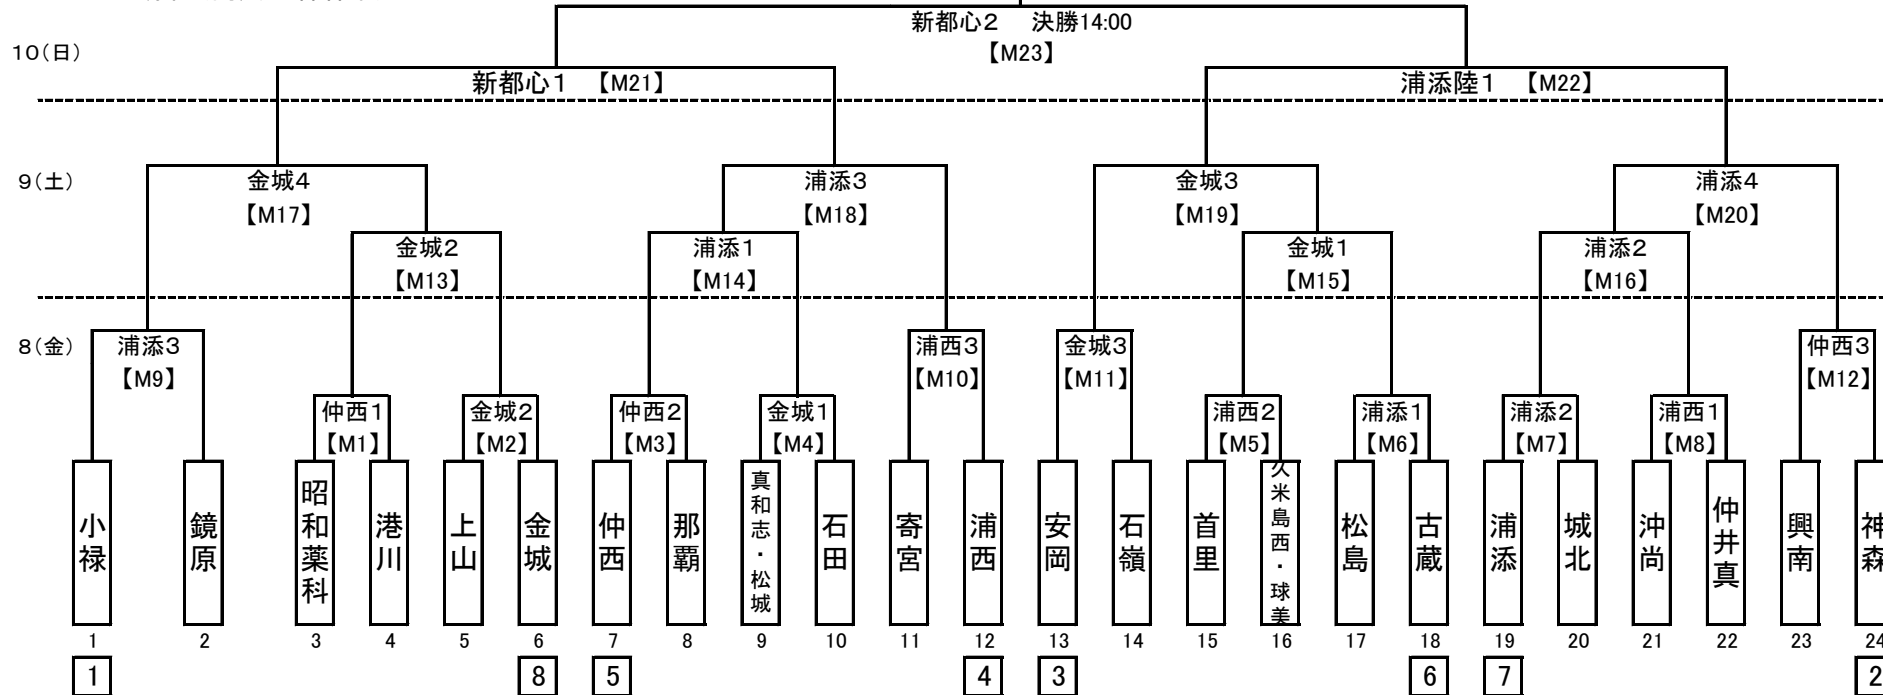 新都心2 決勝14:00
10(日)
【M23】
新都心1 【M21】
浦添陸1 【M22】
9(土)
金城4
浦添3
金城3
浦添4
【M17】
【M18】
【M19】
【M20】
金城2
浦添1
金城1
浦添2
【M13】
【M14】
【M15】
【M16】
8(金)
浦添3
浦西3
金城3
仲西3
【M9】
【M10】
【M11】
【M12】
仲西1
金城2
仲西2
金城1
浦西2
浦添1
浦添2
浦西1
【M1】
【M2】
【M3】
【M4】
【M5】
【M6】
【M7】
【M8】
小禄
鏡原
昭和薬科
港川
上山
金城
仲西
那覇
真和志・松城
石田
寄宮
浦西
安岡
石嶺
首里
久米島西・球美
松島
古蔵
浦添
城北
沖尚
仲井真
興南
神森
1 2 3 4 5 6 7 8 9 10 11 12 13 14 15 16 17 18 19 20 21 22 23 24
1 8 5 4 3 6 7 2